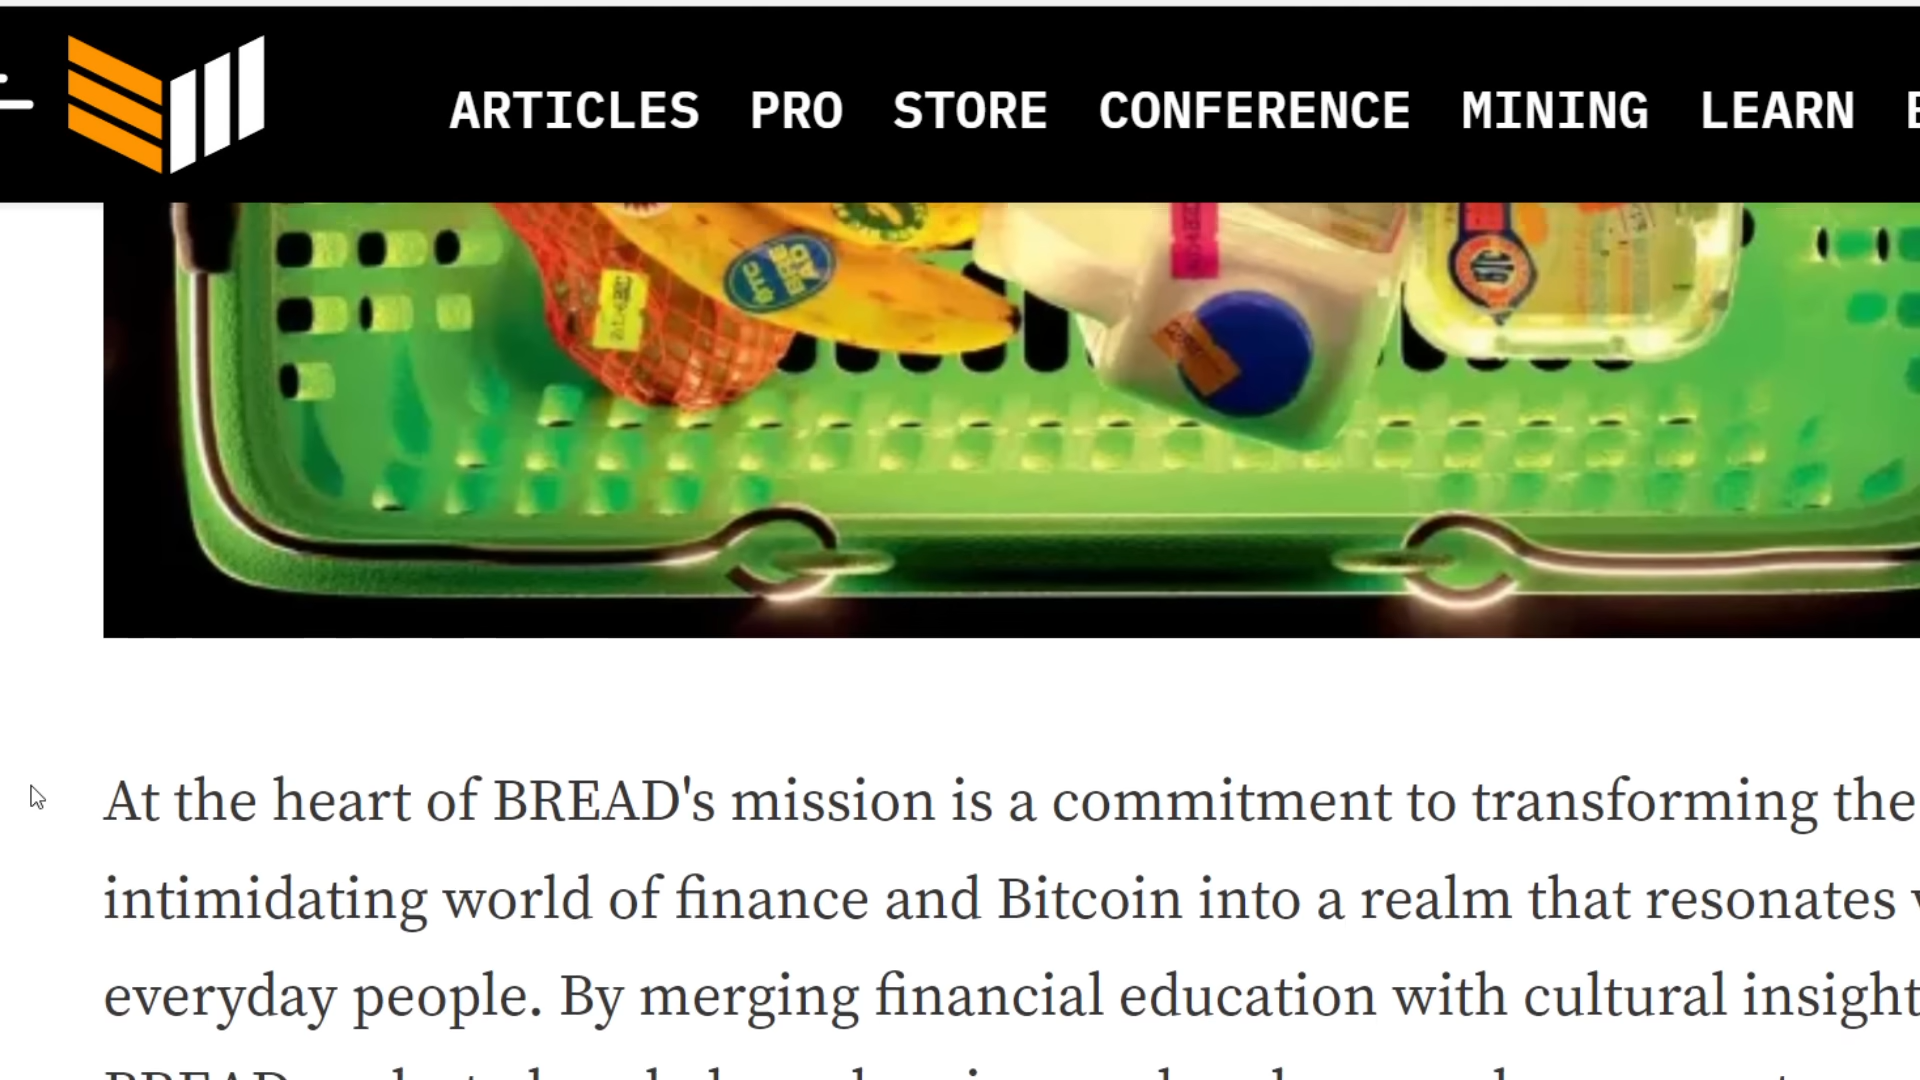 ARTICLES PRO STORE CONFERENCE MINING LEARN
At the heart of BREAD's mission is a commitment to transforming the
intimidating world of finance and Bitcoin into a realm that resonates
everyday people. By merging financial education with cultural insight